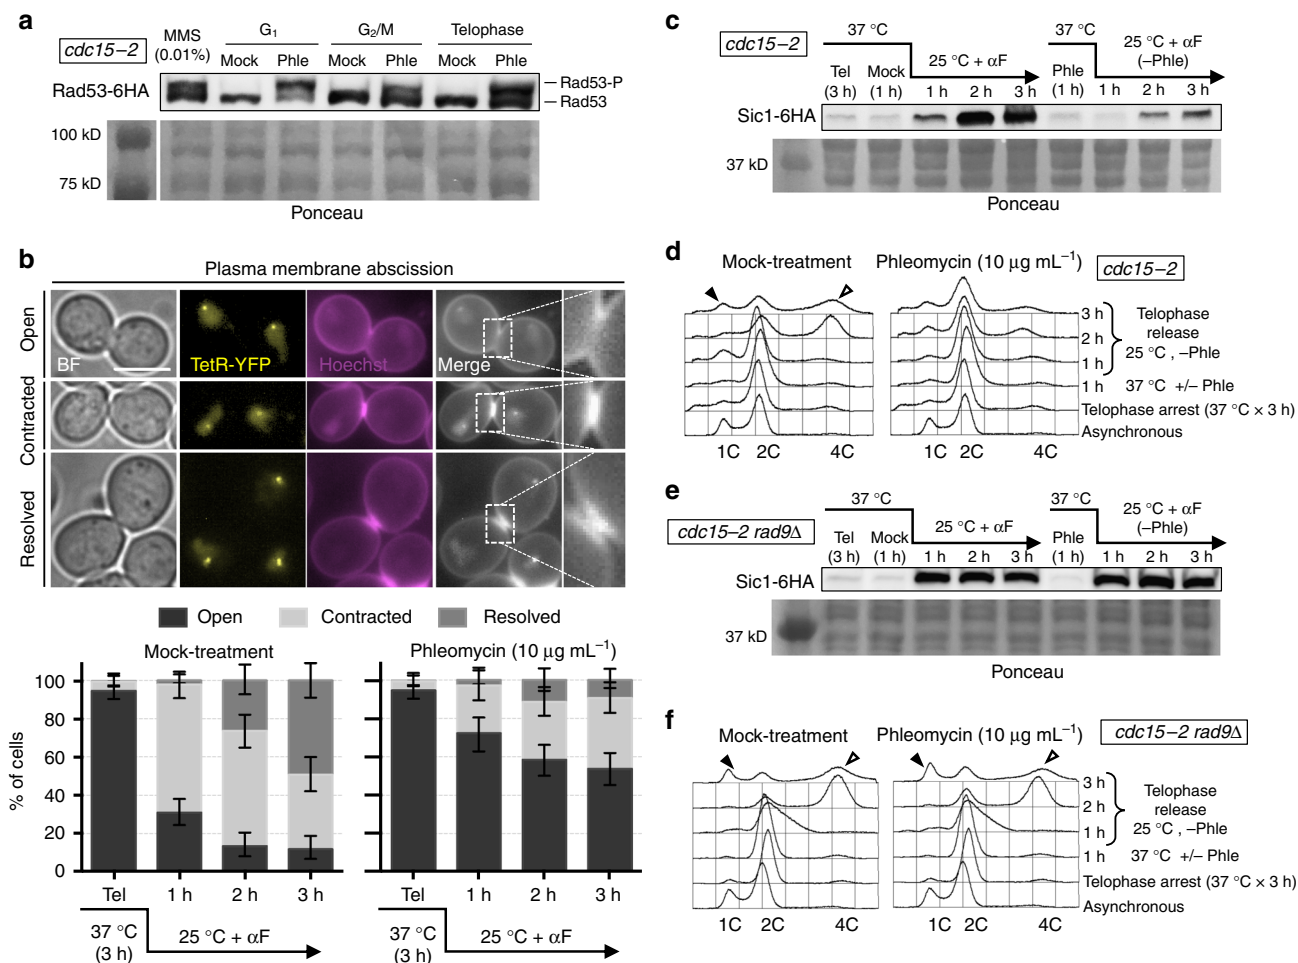 a
cdc15–2
MMS
(0.01%)
G1
G2/M
Telophase
Mock Phle Mock Phle Mock Phle
Rad53-6HA
Rad53-P
Rad53
100 kD
75 kD
Ponceau
b
Plasma membrane abscission
Open
BF
TetR-YFP
Hoechst
Merge
Contracted
Resolved
Open Contracted Resolved
Mock-treatment
Phleomycin (10 μg mL–1)
% of cells
100
80
60
40
20
0
Tel 1 h 2 h 3 h
Tel 1 h 2 h 3 h
37 °C
(3 h)
25 °C + αF
37 °C
(3 h)
25 °C + αF
c
cdc15–2
37 °C
25 °C + αF
37 °C
25 °C + αF
(–Phle)
Tel
(3 h)
Mock
(1 h)
1 h 2 h 3 h
Phle
(1 h)
1 h 2 h 3 h
Sic1-6HA
37 kD
Ponceau
d
Mock-treatment
Phleomycin (10 μg mL–1)
cdc15–2
3 h
2 h
1 h
Telophase
release
25 °C , –Phle
1 h 37 °C +/– Phle
Telophase arrest (37 °C × 3 h)
Asynchronous
1C 2C 4C
1C 2C 4C
e
cdc15–2 rad9Δ
37 °C
25 °C + αF
37 °C
25 °C + αF
(–Phle)
Tel
(3 h)
Mock
(1 h)
1 h 2 h 3 h
Phle
(1 h)
1 h 2 h 3 h
Sic1-6HA
37 kD
Ponceau
f
cdc15–2 rad9Δ
Mock-treatment
Phleomycin (10 μg mL–1)
3 h
2 h
1 h
Telophase
release
25 °C , –Phle
1 h 37 °C +/– Phle
Telophase arrest (37 °C × 3 h)
Asynchronous
1C 2C 4C
1C 2C 4C